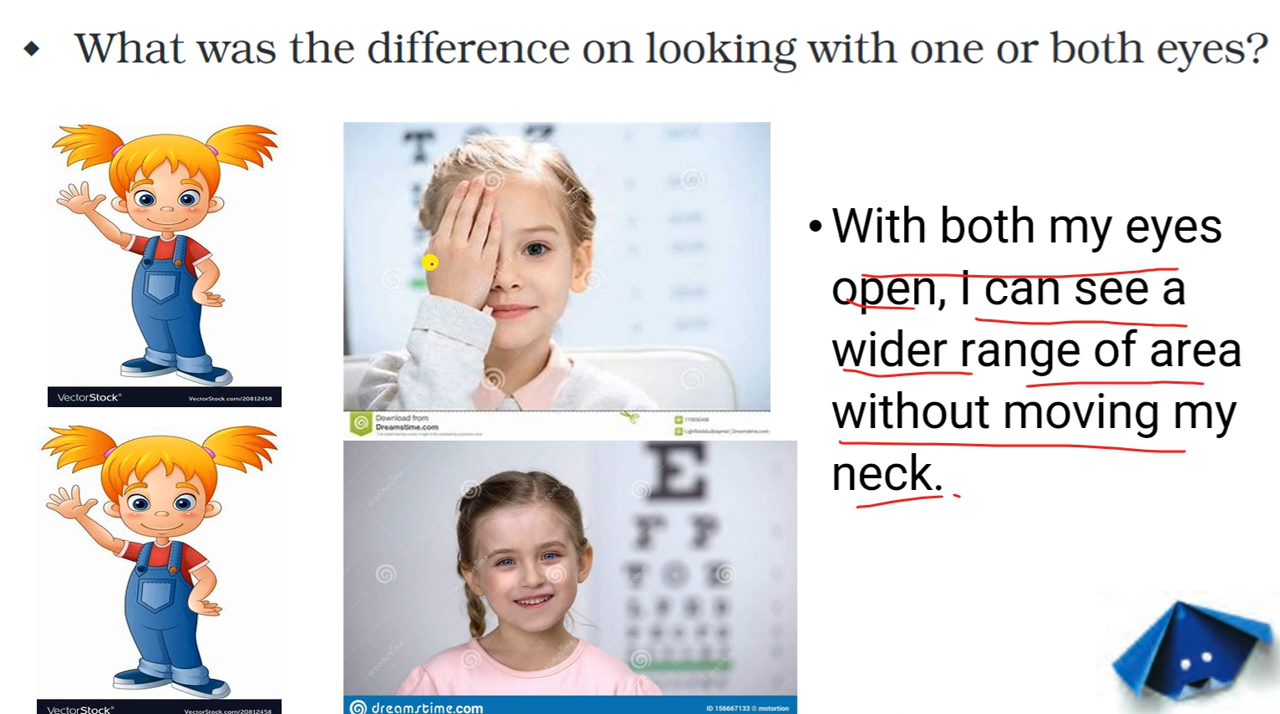 ◆ What was the difference on looking with one or both eyes?
VectorStock® VectorStock.com/20812458
Download from
Dreamstime.com
• With both my eyes
open, I can see a
wider range of area
without moving my
neck.
E
F P
T O Z
VectorStock® VectorStock.com/20812458
dreamstime.com ID 156667133 © motortion